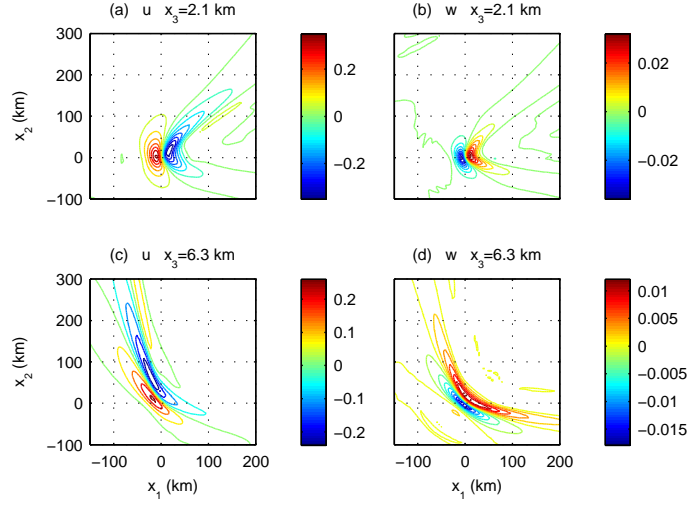 (a) u x₃=2.1 km
(b) w x₃=2.1 km
300
200
100
0
−100
x₂ (km)
0.2
0
−0.2
0.02
0
−0.02
(c) u x₃=6.3 km
(d) w x₃=6.3 km
300
200
100
0
−100
x₂ (km)
−100 0 100 200
x₁ (km)
0.2
0.1
0
−0.1
−0.2
−100 0 100 200
x₁ (km)
0.01
0.005
0
−0.005
−0.01
−0.015